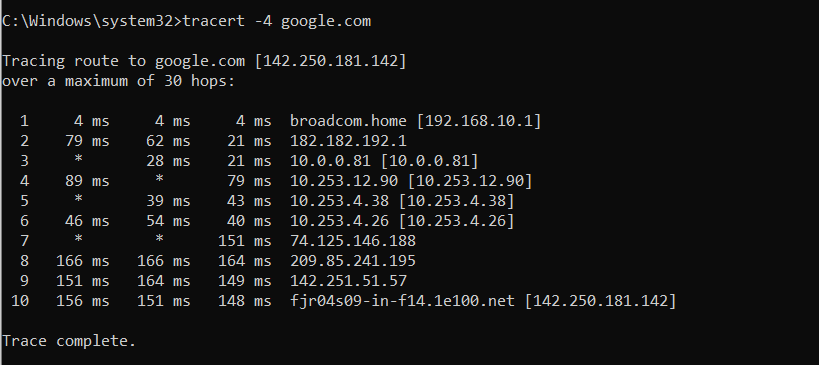 C:\Windows\system32>tracert -4 google.com
Tracing route to google.com [142.250.181.142]
over a maximum of 30 hops:
1 4 ms 4 ms 4 ms broadcom.home [192.168.10.1]
2 79 ms 62 ms 21 ms 182.182.192.1
3 * 28 ms 21 ms 10.0.0.81 [10.0.0.81]
4 89 ms * 79 ms 10.253.12.90 [10.253.12.90]
5 * 39 ms 43 ms 10.253.4.38 [10.253.4.38]
6 46 ms 54 ms 40 ms 10.253.4.26 [10.253.4.26]
7 * * 151 ms 74.125.146.188
8 166 ms 166 ms 164 ms 209.85.241.195
9 151 ms 164 ms 149 ms 142.251.51.57
10 156 ms 151 ms 148 ms fjr04s09-in-f14.1e100.net [142.250.181.142]
Trace complete.